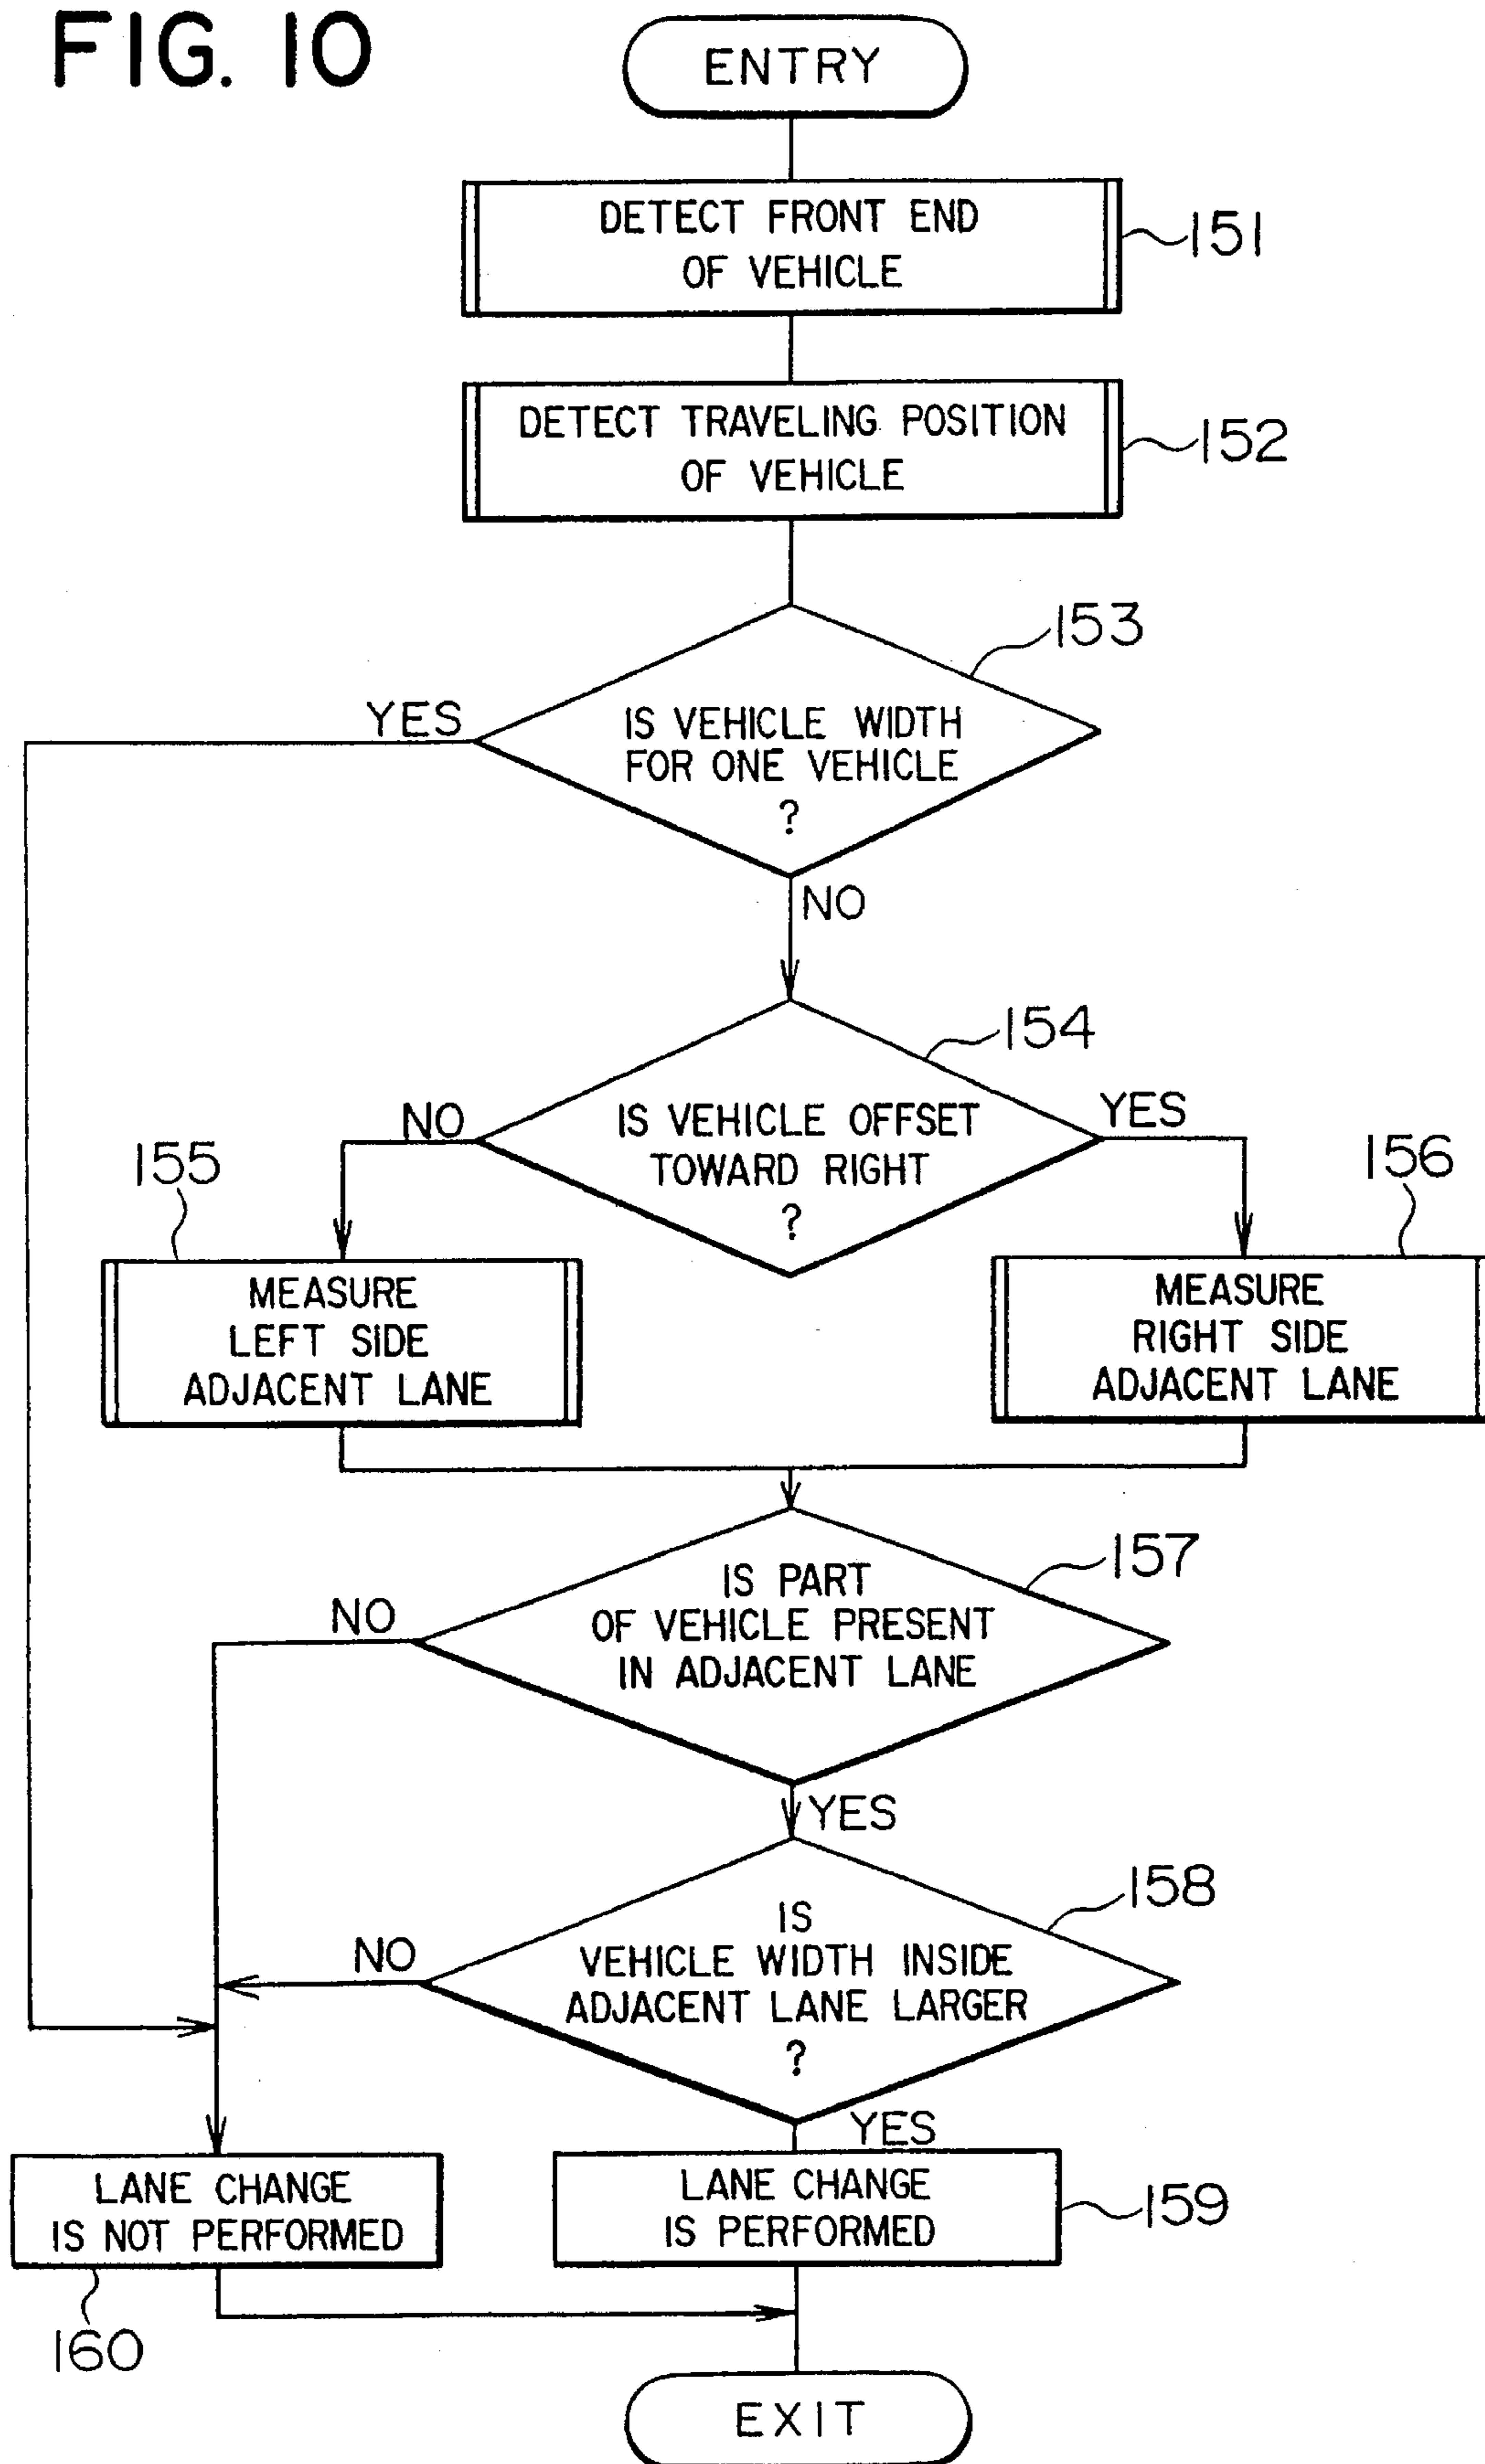 FIG. 10
ENTRY
DETECT FRONT END
OF VEHICLE
151
DETECT TRAVELING POSITION
OF VEHICLE
152
153
YES
IS VEHICLE WIDTH
FOR ONE VEHICLE
?
NO
154
NO
IS VEHICLE OFFSET
TOWARD RIGHT
?
YES
155
156
MEASURE
LEFT SIDE
ADJACENT LANE
MEASURE
RIGHT SIDE
ADJACENT LANE
157
NO
IS PART
OF VEHICLE PRESENT
IN ADJACENT LANE
YES
158
NO
IS
VEHICLE WIDTH INSIDE
ADJACENT LANE LARGER
?
YES
LANE CHANGE
IS NOT PERFORMED
LANE CHANGE
IS PERFORMED
159
160
EXIT